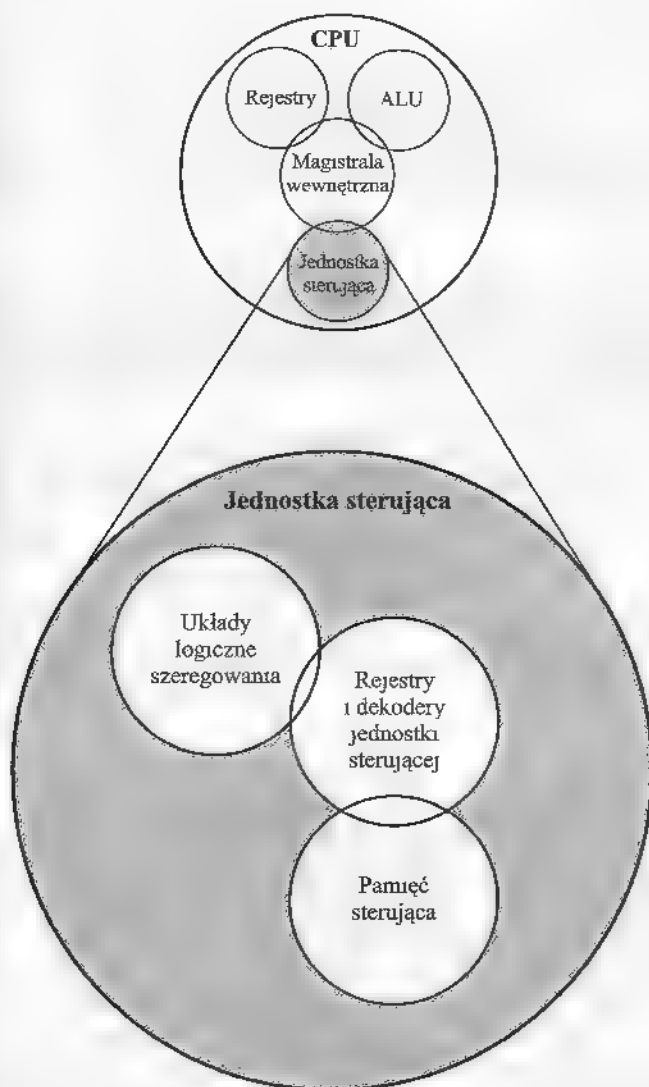 CPU
Rejestry
ALU
Magistrala
wewnętrzna
Jednostka
sterująca
Jednostka sterująca
Układy
logiczne
szeregowania
Rejestry
i dekodery
jednostki
sterującej
Pamięć
sterująca